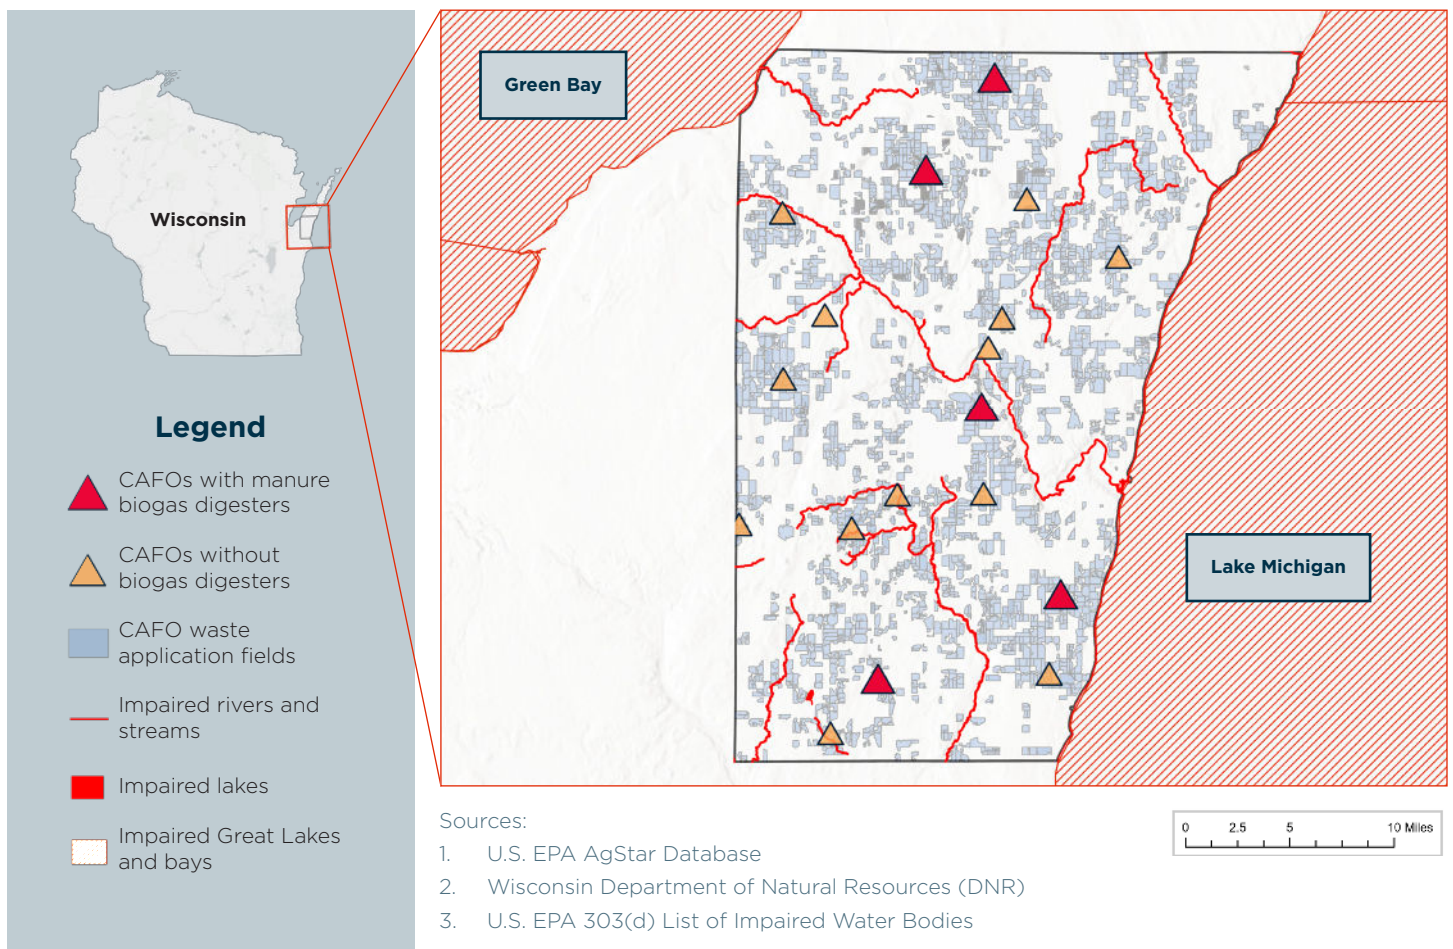 Wisconsin
Legend
CAFOs with manure
biogas digesters
CAFOs without
biogas digesters
CAFO waste
application fields
Impaired rivers and
streams
Impaired lakes
Impaired Great Lakes
and bays
Green Bay
Lake Michigan
Sources:
1. U.S. EPA AgStar Database
2. Wisconsin Department of Natural Resources (DNR)
3. U.S. EPA 303(d) List of Impaired Water Bodies
0 2.5 5 10 Miles